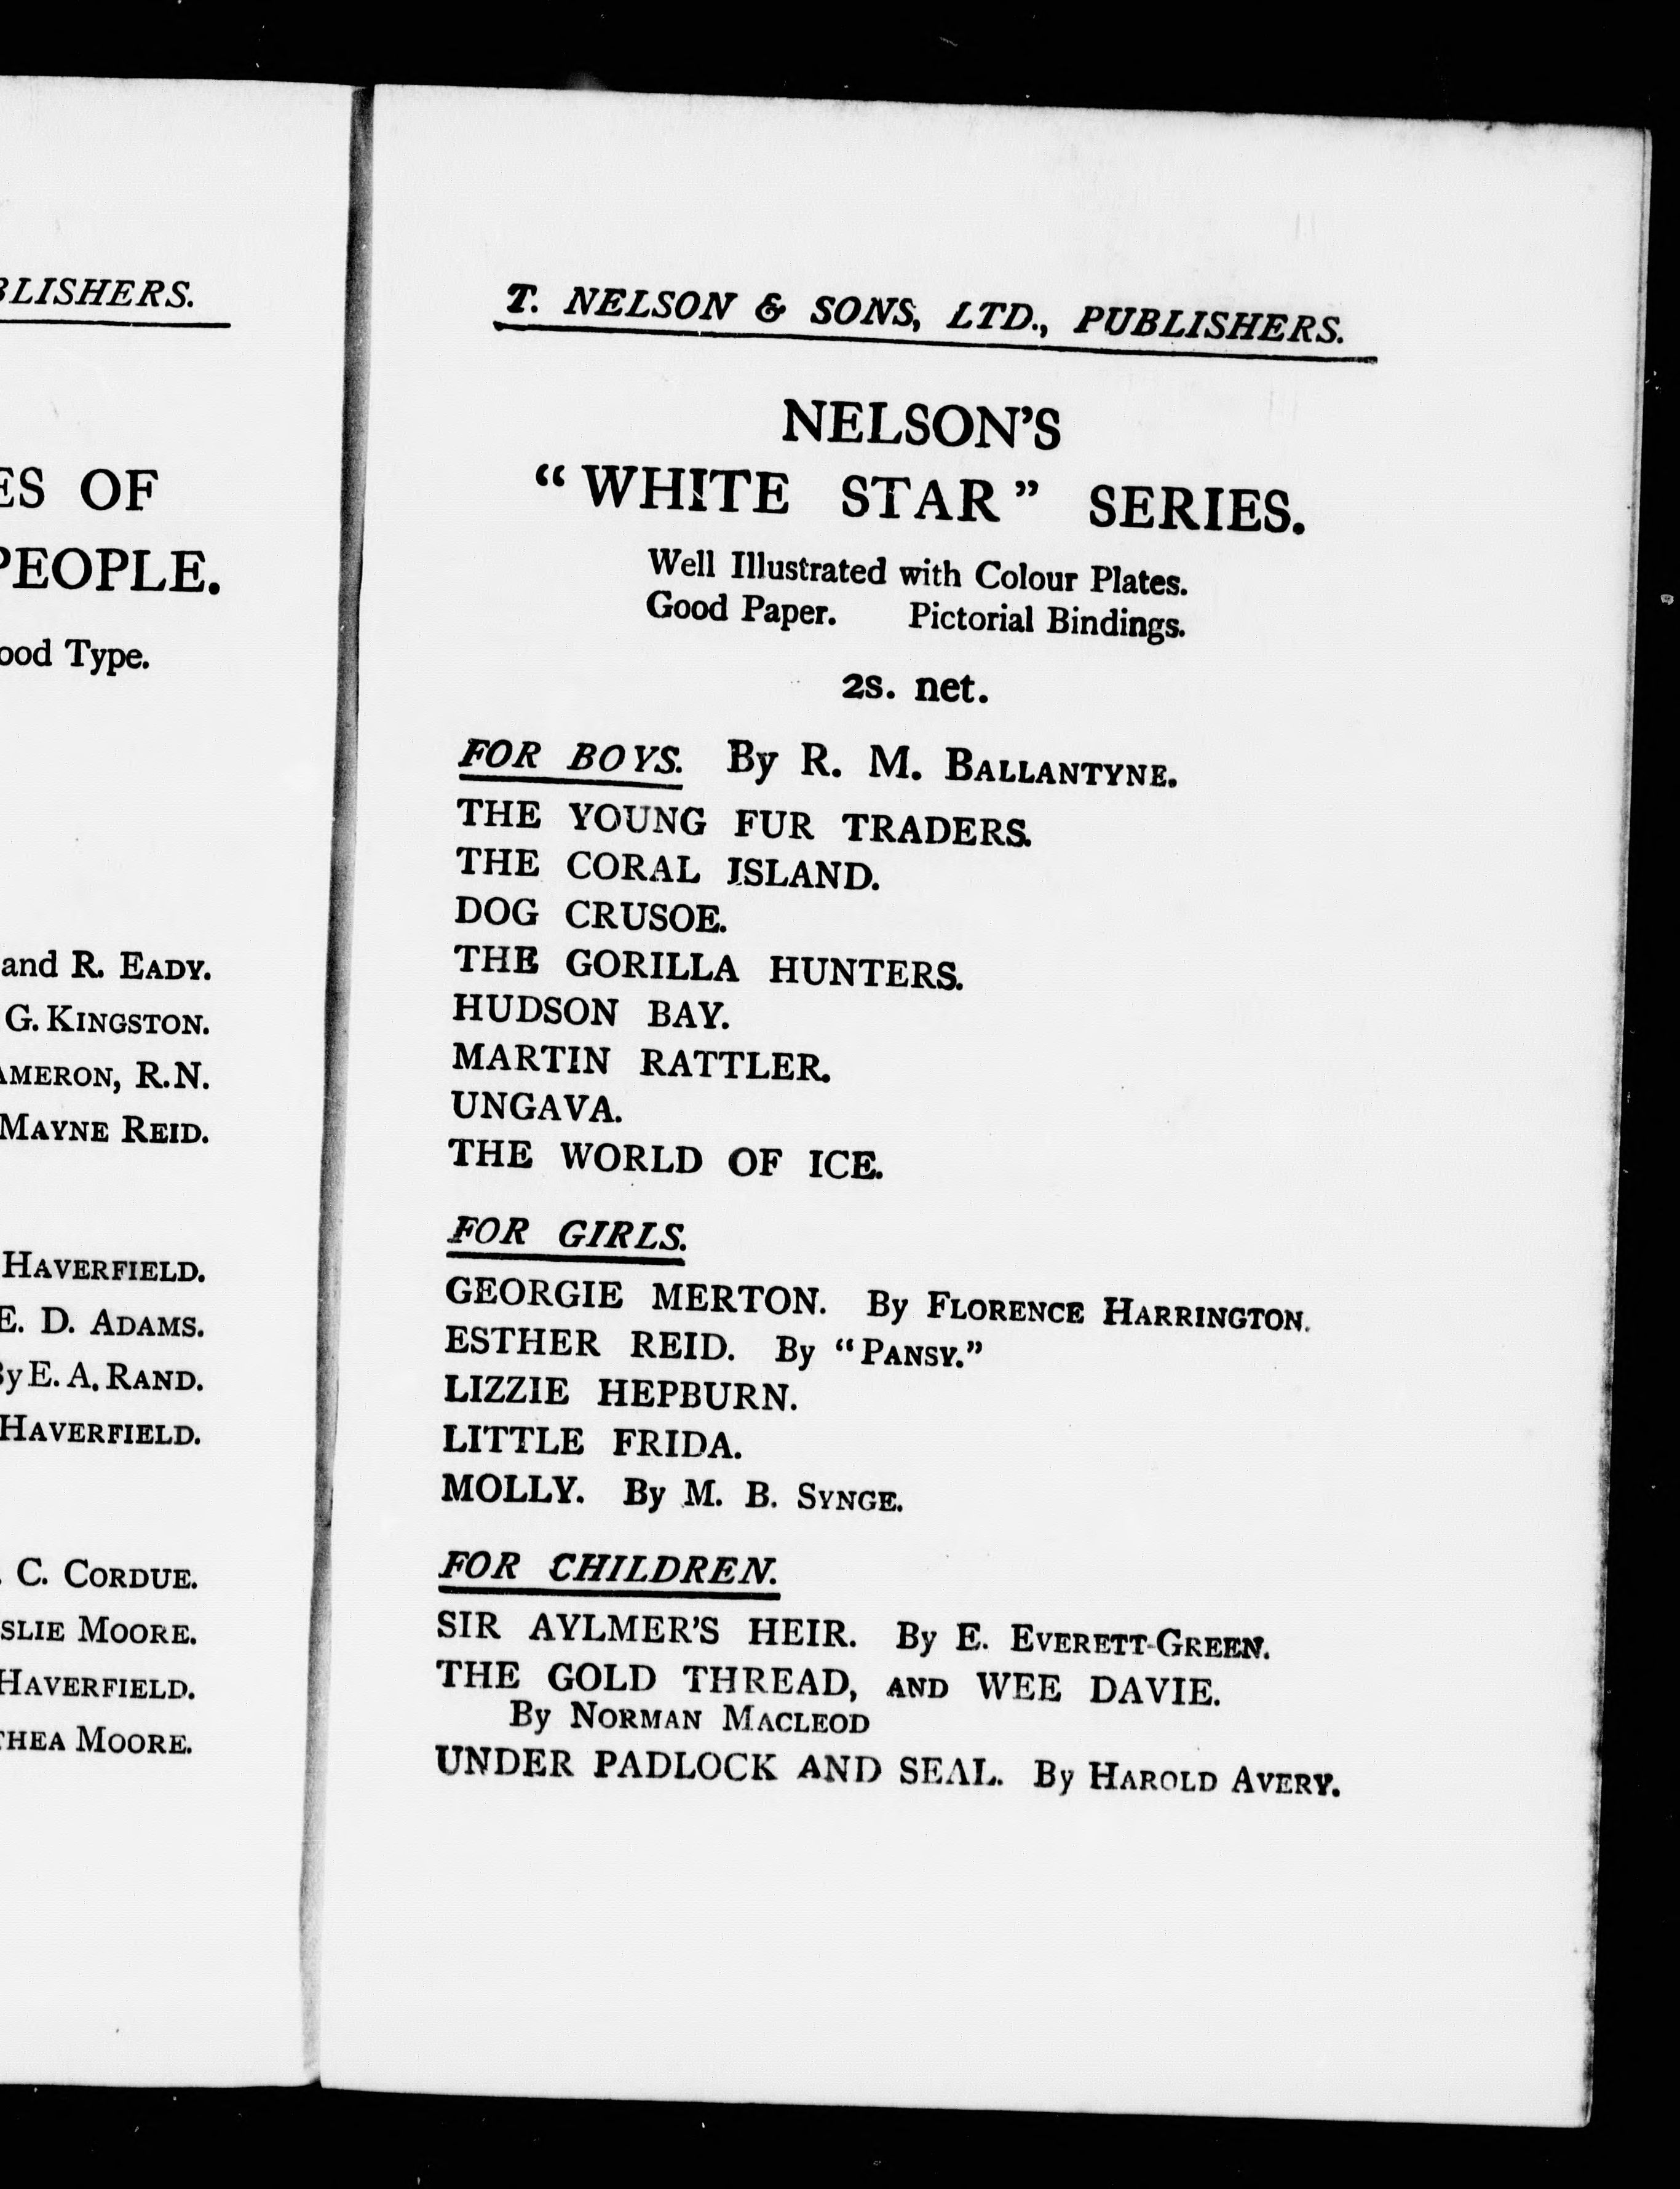 BLISHERS.
ES OF
PEOPLE.
ood Type.
and R. EADY.
G. KINGSTON.
AMERON, R.N.
MAYNE REID.
HAVERFIELD.
E. D. ADAMS.
By E. A. RAND.
HAVERFIELD.
C. CORDUE.
SLIE MOORE.
HAVERFIELD.
THEA MOORE.
T. NELSON & SONS, LTD., PUBLISHERS.
NELSON'S
"WHITE STAR" SERIES.
Well Illustrated with Colour Plates.
Good Paper. Pictorial Bindings.
2s. net.
FOR BOYS. By R. M. BALLANTYNE.
THE YOUNG FUR TRADERS.
THE CORAL ISLAND.
DOG CRUSOE.
THE GORILLA HUNTERS.
HUDSON BAY.
MARTIN RATTLER.
UNGAVA.
THE WORLD OF ICE.
FOR GIRLS.
GEORGIE MERTON. By FLORENCE HARRINGTON.
ESTHER REID. By "PANSY."
LIZZIE HEPBURN.
LITTLE FRIDA.
MOLLY. By M. B. SYNGE.
FOR CHILDREN.
SIR AYLMER'S HEIR. By E. EVERETT-GREEN.
THE GOLD THREAD, AND WEE DAVIE.
By NORMAN MACLEOD
UNDER PADLOCK AND SEAL. By HAROLD AVERY.